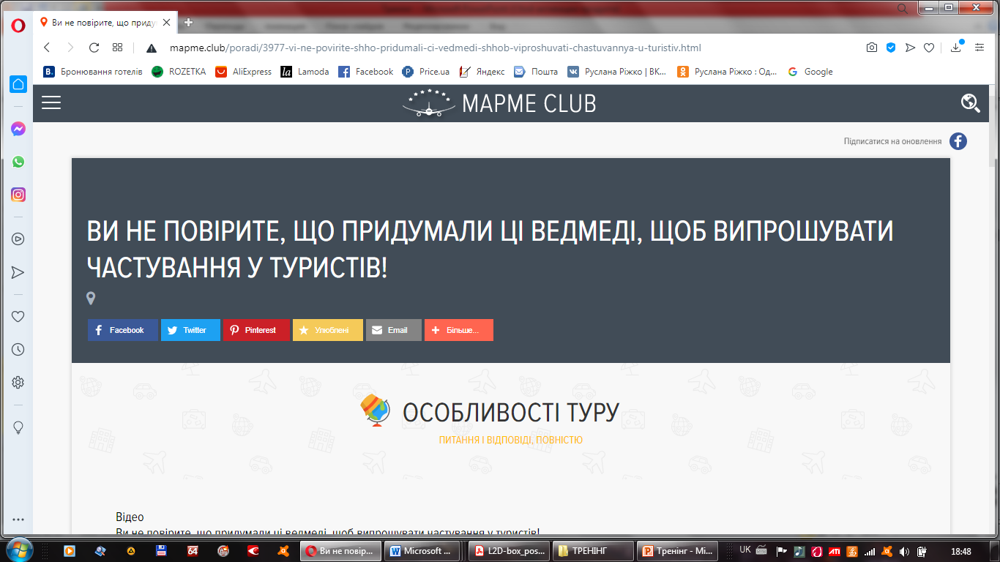 Ви не повірите, що приду
mapme.club/poradi/3977-vi-ne-povirite-shho-pridumali-ci-vedmedi-shhob-viproshuvati-chastuvannya-u-turistiv.html
Бронювання готелів ROZETKA AliExpress Lamoda Facebook Price.ua Яндекс Пошта Руслана Ріжко | ВК... Руслана Ріжко : Од... Google
MAPME CLUB
Підписатися на оновлення
ВИ НЕ ПОВІРИТЕ, ЩО ПРИДУМАЛИ ЦІ ВЕДМЕДІ, ЩОБ ВИПРОШУВАТИ
ЧАСТУВАННЯ У ТУРИСТІВ!
Facebook Twitter Pinterest Улюблені Email Більше...
ОСОБЛИВОСТІ ТУРУ
ПИТАННЯ І ВІДПОВІДІ, ПОВНІСТЮ
Відео
Ви не повірите, що придумали ці ведмеді, щоб випрошувати частування у туристів!
64 Ви не повір... Microsoft ... L2D-box_pos... ТРЕНІНГ Тренінг - Mi... UK ATI 18:48